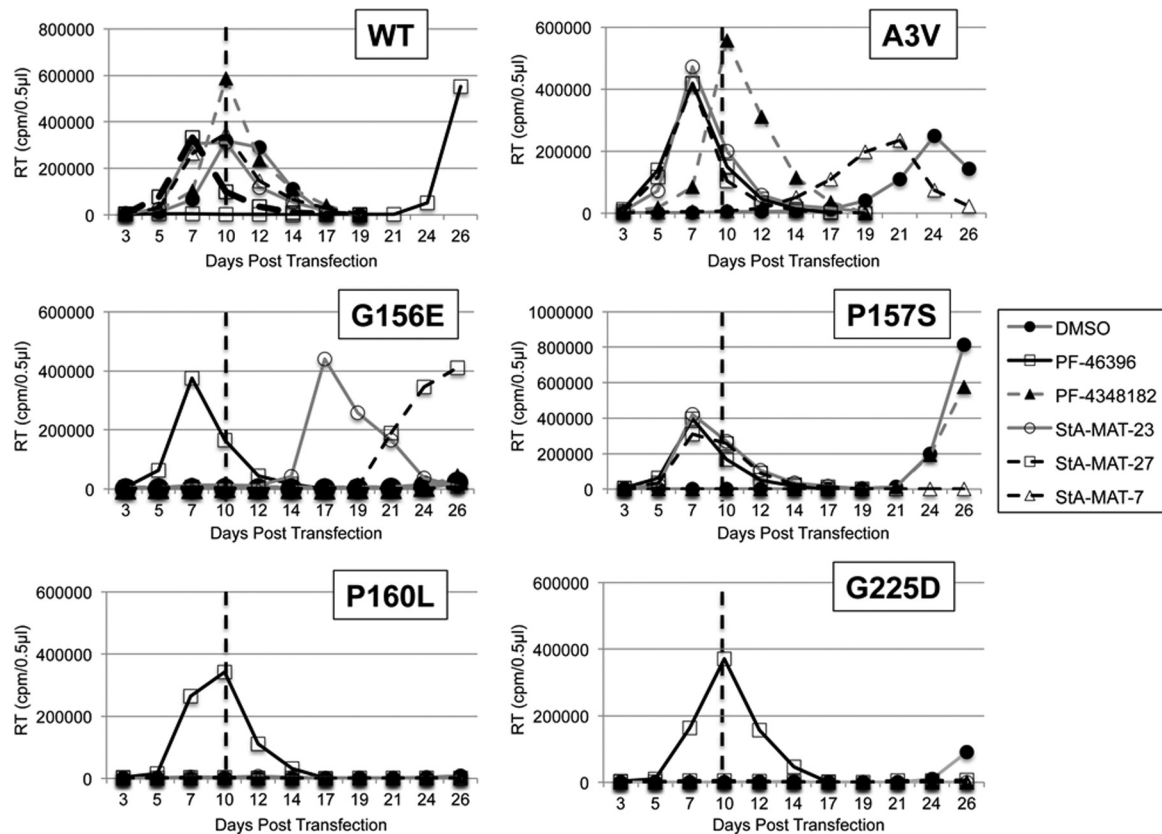 WT
RT (cpm/0.5µl)
800000
600000
400000
200000
0
3 5 7 10 12 14 17 19 21 24 26
Days Post Transfection
A3V
RT (cpm/0.5µl)
600000
400000
200000
0
3 5 7 10 12 14 17 19 21 24 26
Days Post Transfection
G156E
RT (cpm/0.5µl)
600000
400000
200000
0
3 5 7 10 12 14 17 19 21 24 26
Days Post Transfection
P157S
RT (cpm/0.5µl)
1000000
800000
600000
400000
200000
0
3 5 7 10 12 14 17 19 21 24 26
Days Post Transfection
DMSO
PF-46396
PF-4348182
StA-MAT-23
StA-MAT-27
StA-MAT-7
P160L
RT (cpm/0.5µl)
600000
400000
200000
0
3 5 7 10 12 14 17 19 21 24 26
Days Post Transfection
G225D
RT (cpm/0.5µl)
600000
400000
200000
0
3 5 7 10 12 14 17 19 21 24 26
Days Post Transfection